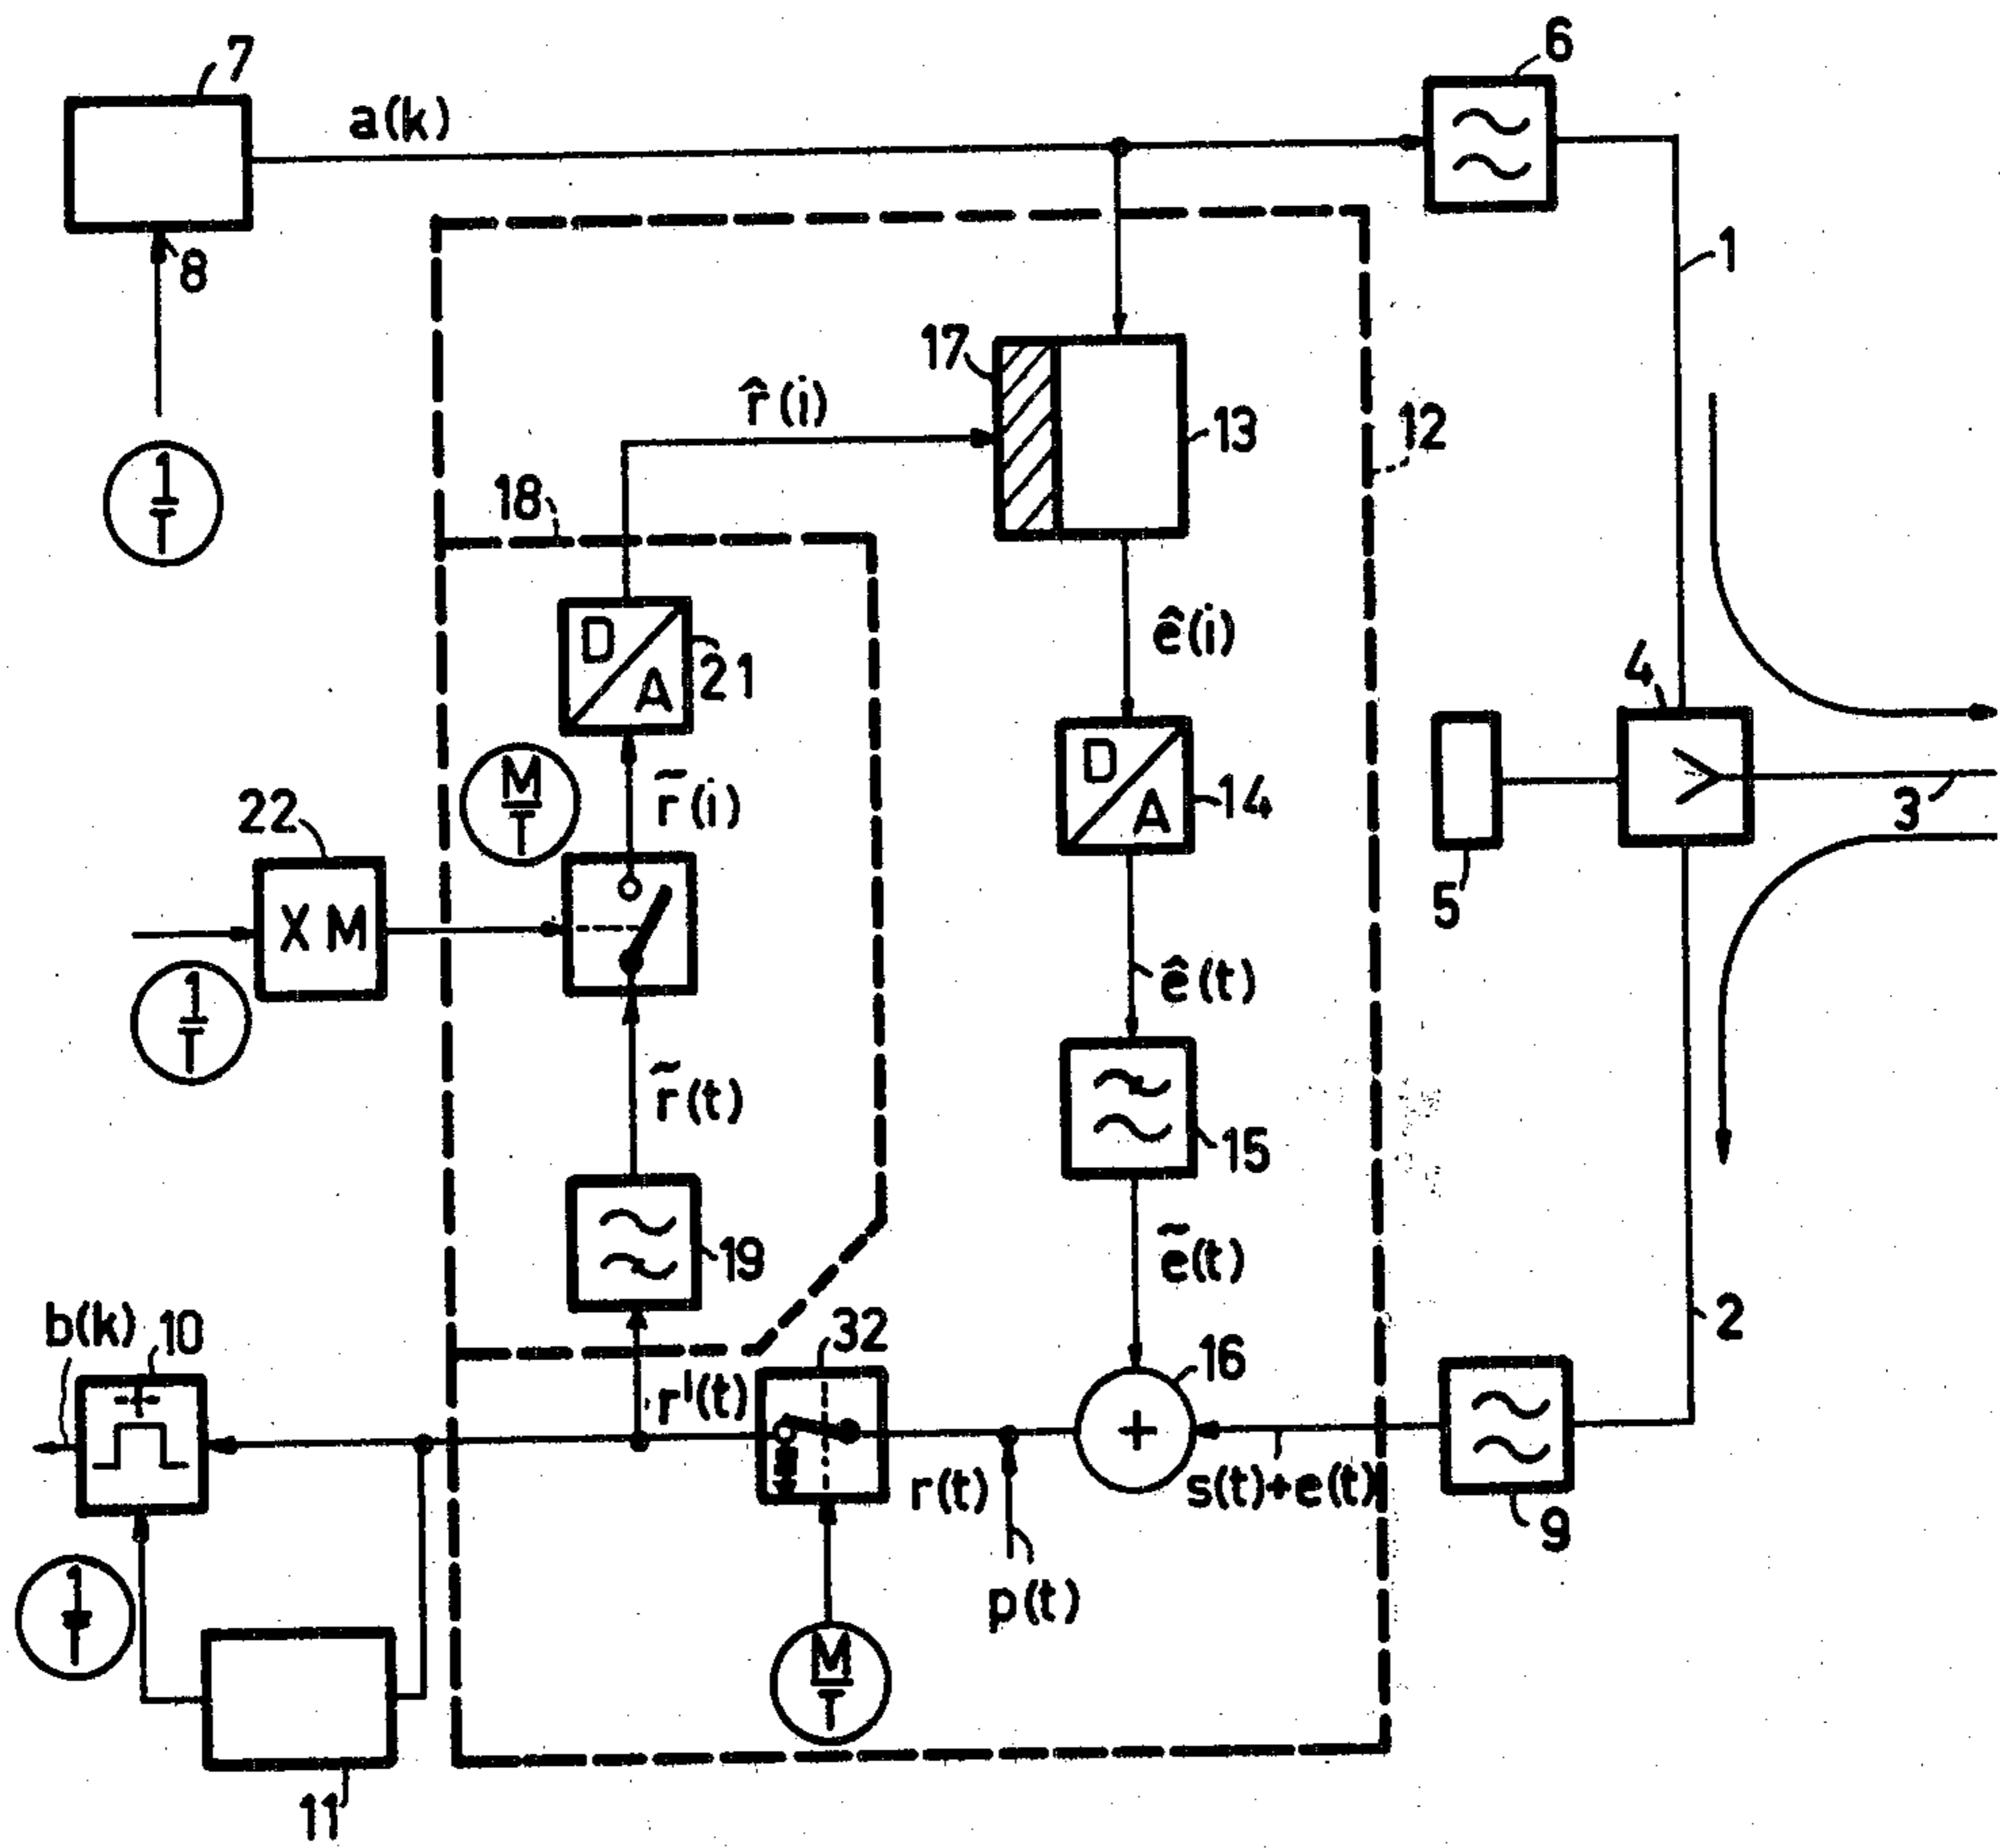 7
6
a(k)
1
8
17
r̂(i)
13
12
1/T
18
D/A
21
ê(i)
4
M/T
r̃(i)
D/A
14
3
22
XM
5
1/T
ê(t)
r̃(t)
15
19
ẽ(t)
2
b(k)
10
32
16
r'(t)
+
r(t)
s(t)+e(t)
9
1/T
p(t)
M/T
11